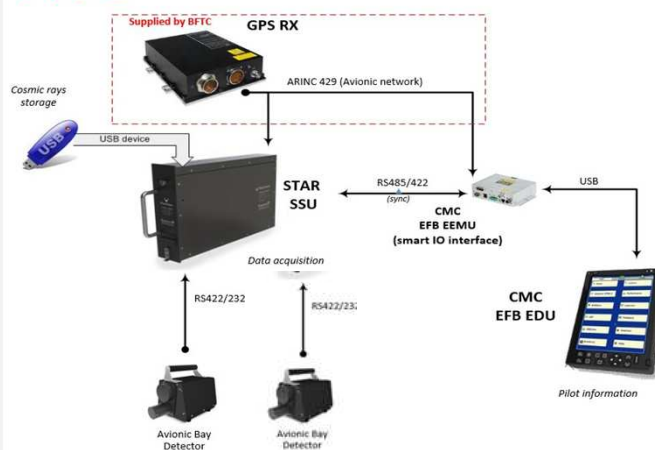 Supplied by BFTC
GPS RX
ARINC 429 (Avionic network)
Cosmic rays
storage
USB
USB device
STAR
SSU
RS485/422
(sync)
CMC
EFB EEMU
(smart IO interface)
USB
Data acquisition
RS422/232
RS422/232
CMC
EFB EDU
Pilot information
Avionic Bay
Detector
Avionic Bay
Detector